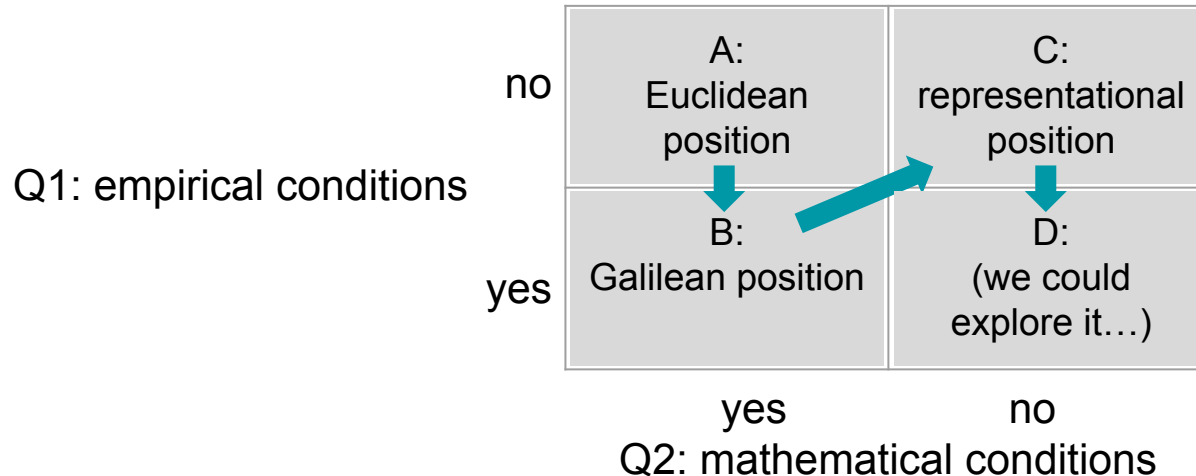 no
A:
Euclidean
position
C:
representational
position
Q1: empirical conditions
yes
B:
Galilean position
D:
(we could
explore it…)
yes
no
Q2: mathematical conditions